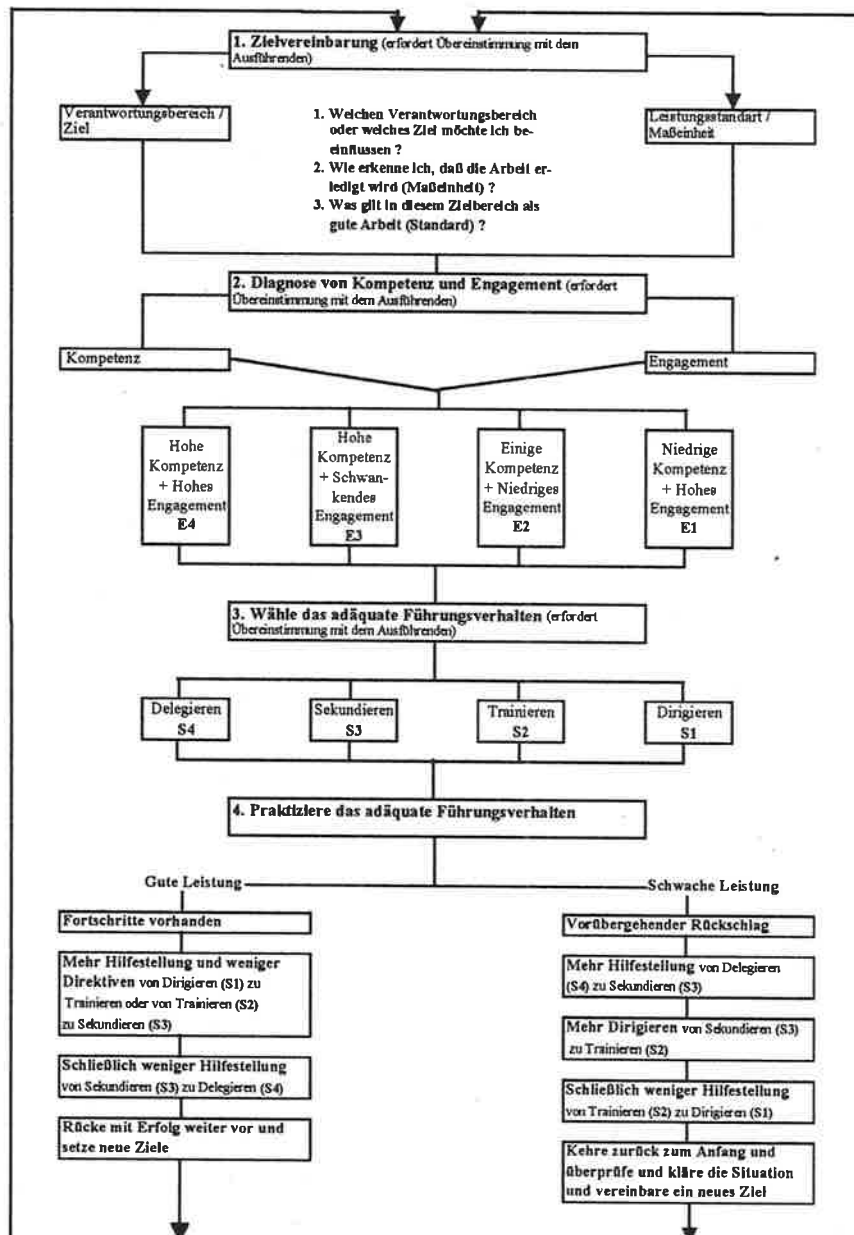 1. Zielvereinbarung (erfordert Übereinstimmung mit dem
Ausführenden)
Verantwortungsbereich /
Ziel
1. Welchen Verantwortungsbereich
oder welches Ziel möchte ich be-
einflussen ?
2. Wie erkenne ich, daß die Arbeit er-
ledigt wird (Maßeinheit) ?
3. Was gilt in diesem Zielbereich als
gute Arbeit (Standard) ?
Leistungsstandart /
Maßeinheit
2. Diagnose von Kompetenz und Engagement (erfordert
Übereinstimmung mit dem Ausführenden)
Kompetenz
Engagement
Hohe
Kompetenz
+ Hohes
Engagement
E4
Hohe
Kompetenz
+ Schwan-
kendes
Engagement
E3
Einige
Kompetenz
+ Niedriges
Engagement
E2
Niedrige
Kompetenz
+ Hohes
Engagement
E1
3. Wähle das adäquate Führungsverhalten (erfordert
Übereinstimmung mit dem Ausführenden)
Delegieren
S4
Sekundieren
S3
Trainieren
S2
Dirigieren
S1
4. Praktiziere das adäquate Führungsverhalten
Gute Leistung
Schwache Leistung
Fortschritte vorhanden
Mehr Hilfestellung und weniger
Direktiven von Dirigieren (S1) zu
Trainieren oder von Trainieren (S2)
zu Sekundieren (S3)
Schließlich weniger Hilfestellung
von Sekundieren (S3) zu Delegieren (S4)
Rücke mit Erfolg weiter vor und
setze neue Ziele
Vorübergehender Rückschlag
Mehr Hilfestellung von Delegieren
(S4) zu Sekundieren (S3)
Mehr Dirigieren von Sekundieren (S3)
zu Trainieren (S2)
Schließlich weniger Hilfestellung
von Trainieren (S2) zu Dirigieren (S1)
Kehre zurück zum Anfang und
überprüfe und kläre die Situation
und vereinbare ein neues Ziel